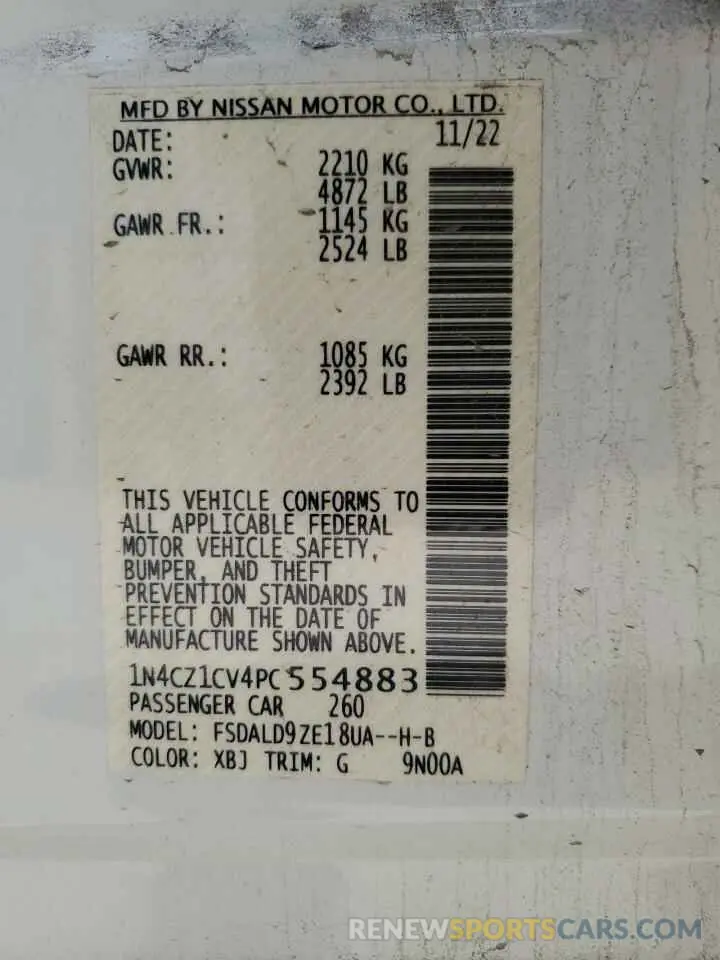 MFD BY NISSAN MOTOR CO., LTD.
DATE: 11/22
GVWR: 2210 KG
4872 LB
GAWR FR.: 1145 KG
2524 LB
GAWR RR.: 1085 KG
2392 LB
THIS VEHICLE CONFORMS TO
ALL APPLICABLE FEDERAL
MOTOR VEHICLE SAFETY,
BUMPER, AND THEFT
PREVENTION STANDARDS IN
EFFECT ON THE DATE OF
MANUFACTURE SHOWN ABOVE.
1N4CZ1CV4PC554883
PASSENGER CAR 260
MODEL: FSDALD9ZE18UA--H-B
COLOR: XBJ TRIM: G 9N00A
RENEWSPORTSCARS.COM